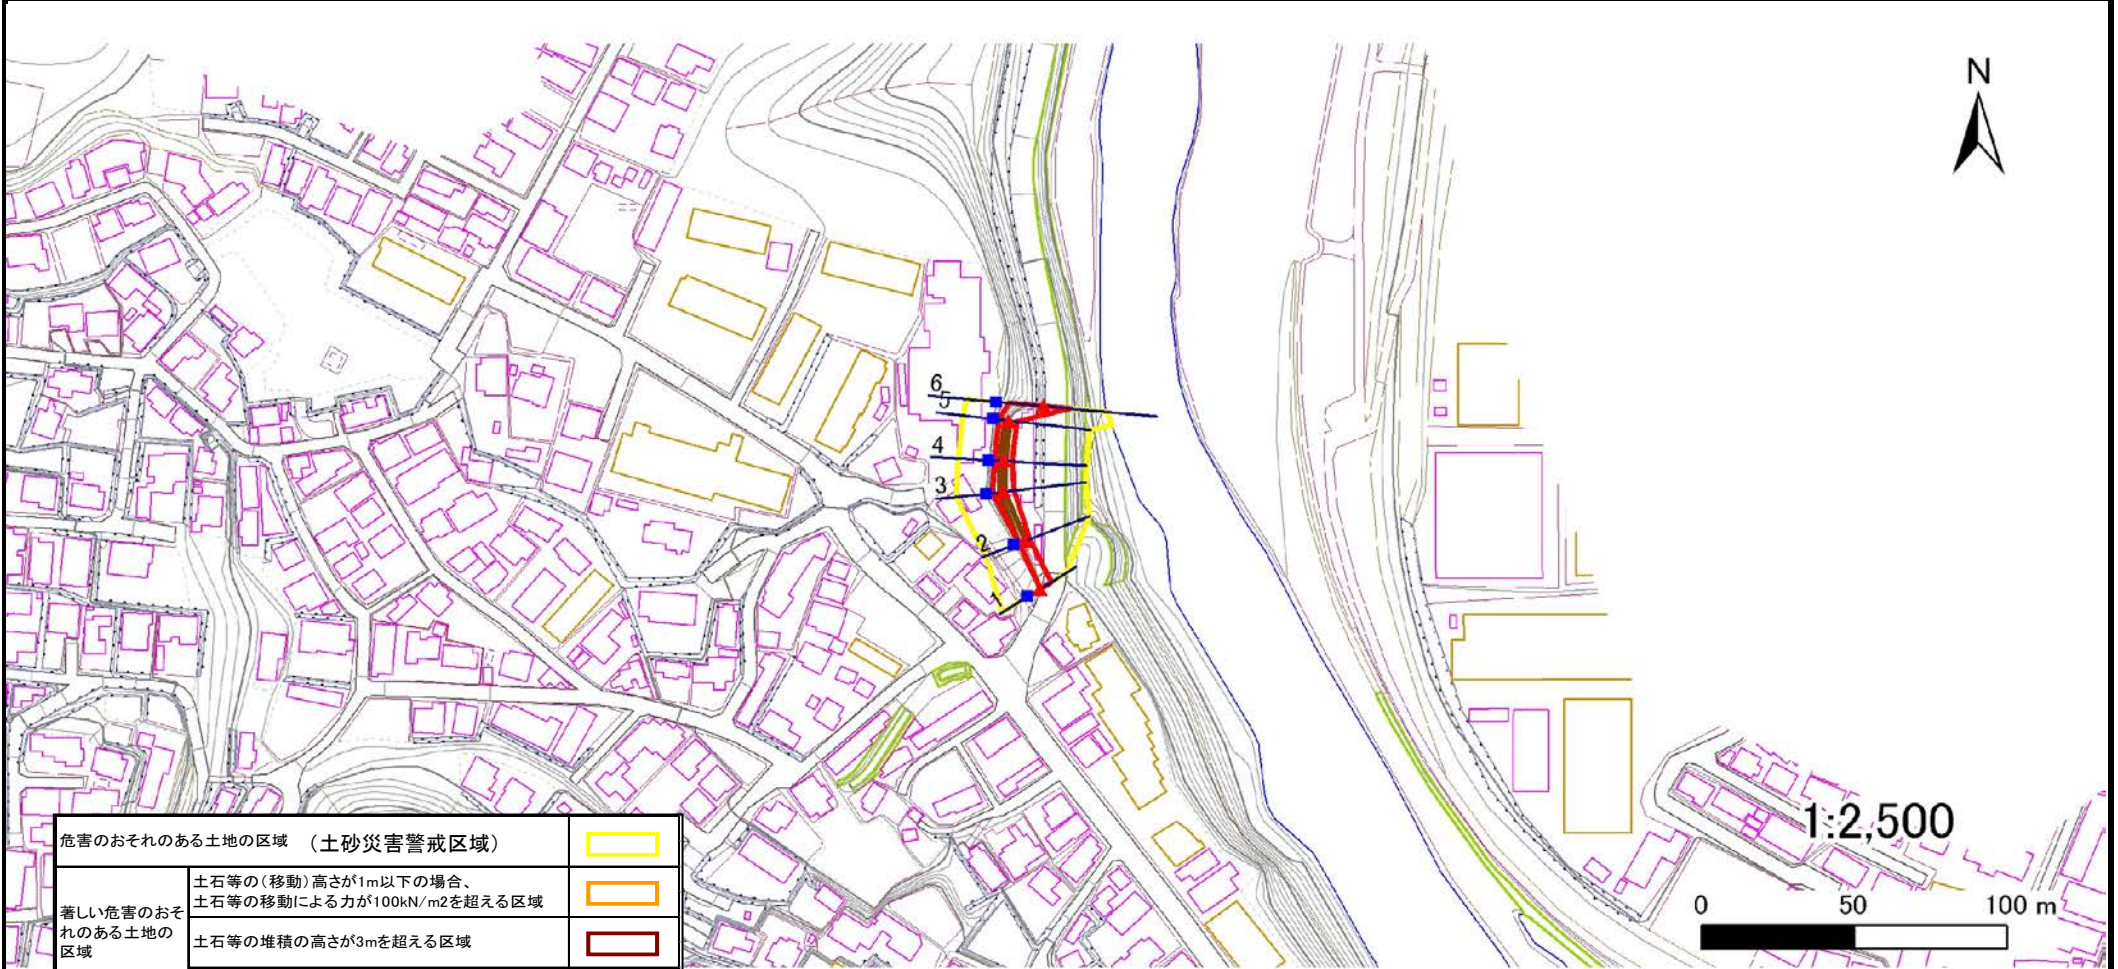 N
6
5
4
3
2
1
1:2,500
0 50 100 m
危害のおそれのある土地の区域 （土砂災害警戒区域）
著しい危害のおそ
れのある土地の
区域
土石等の（移動）高さが1m以下の場合、
土石等の移動による力が100kN/m2を超える区域
土石等の堆積の高さが3mを超える区域